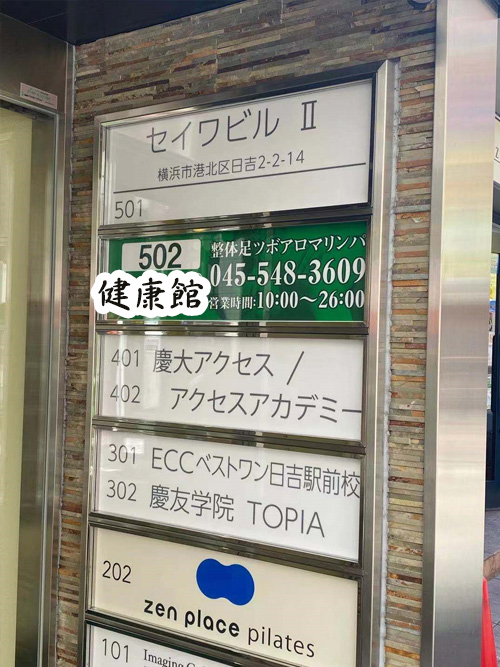 セイワビル Ⅱ
横浜市港北区日吉2-2-14
501
502
整体足ツボアロマリンパ
健康館
045-548-3609
営業時間:10:00～26:00
401 慶大アクセス /
402 アクセスアカデミー
301 ECCベストワン日吉駅前校
302 慶友学院 TOPIA
202
zen place pilates
101 Imaging